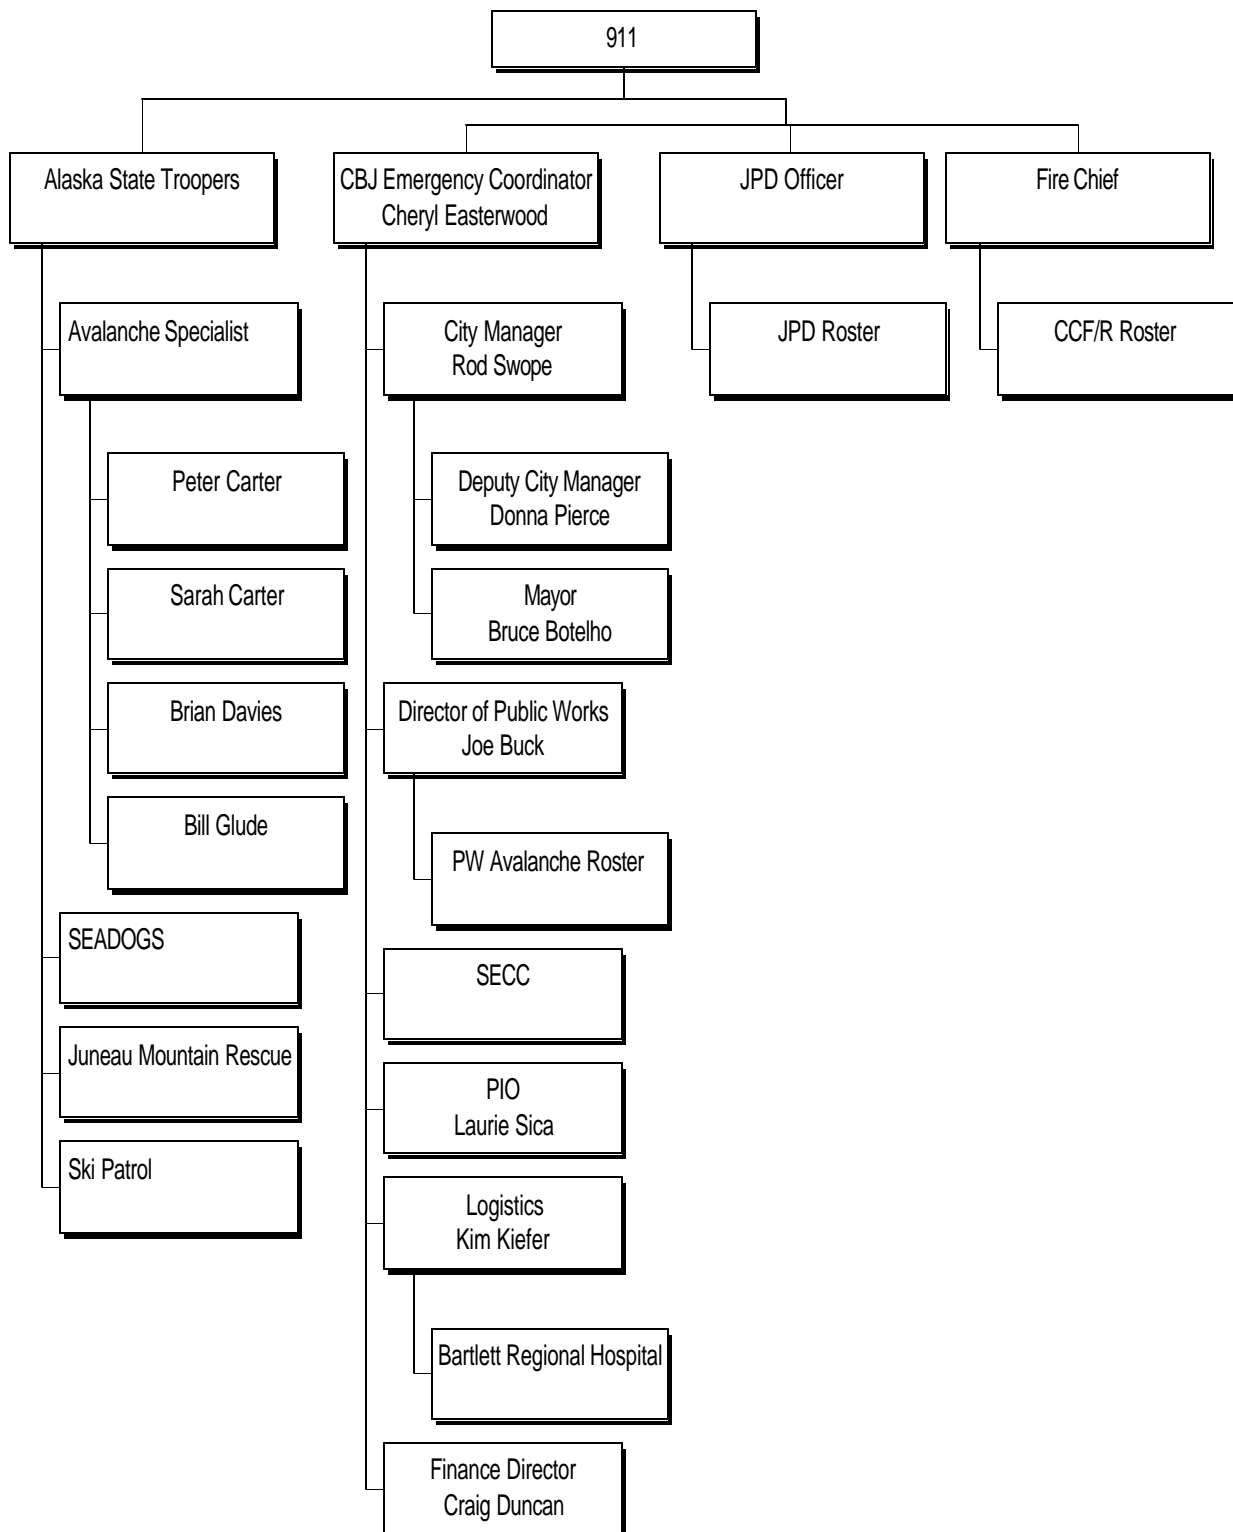 911
Alaska State Troopers
CBJ Emergency Coordinator
Cheryl Easterwood
JPD Officer
Fire Chief
Avalanche Specialist
City Manager
Rod Swope
JPD Roster
CCF/R Roster
Peter Carter
Deputy City Manager
Donna Pierce
Sarah Carter
Mayor
Bruce Botelho
Brian Davies
Director of Public Works
Joe Buck
Bill Glude
PW Avalanche Roster
SEADOGS
SECC
Juneau Mountain Rescue
PIO
Laurie Sica
Ski Patrol
Logistics
Kim Kiefer
Bartlett Regional Hospital
Finance Director
Craig Duncan